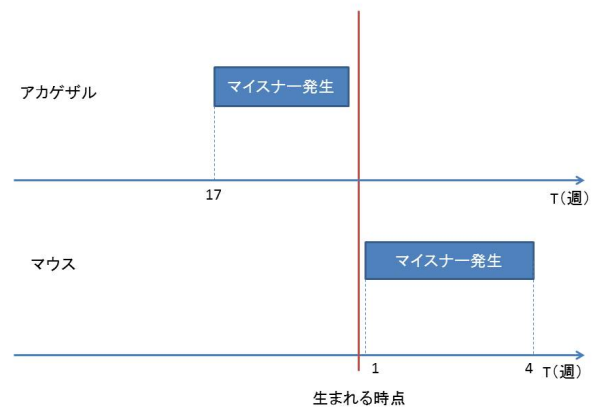 アカゲザル
マイスナー発生
17
T（週）
マウス
マイスナー発生
1
4
T（週）
生まれる時点